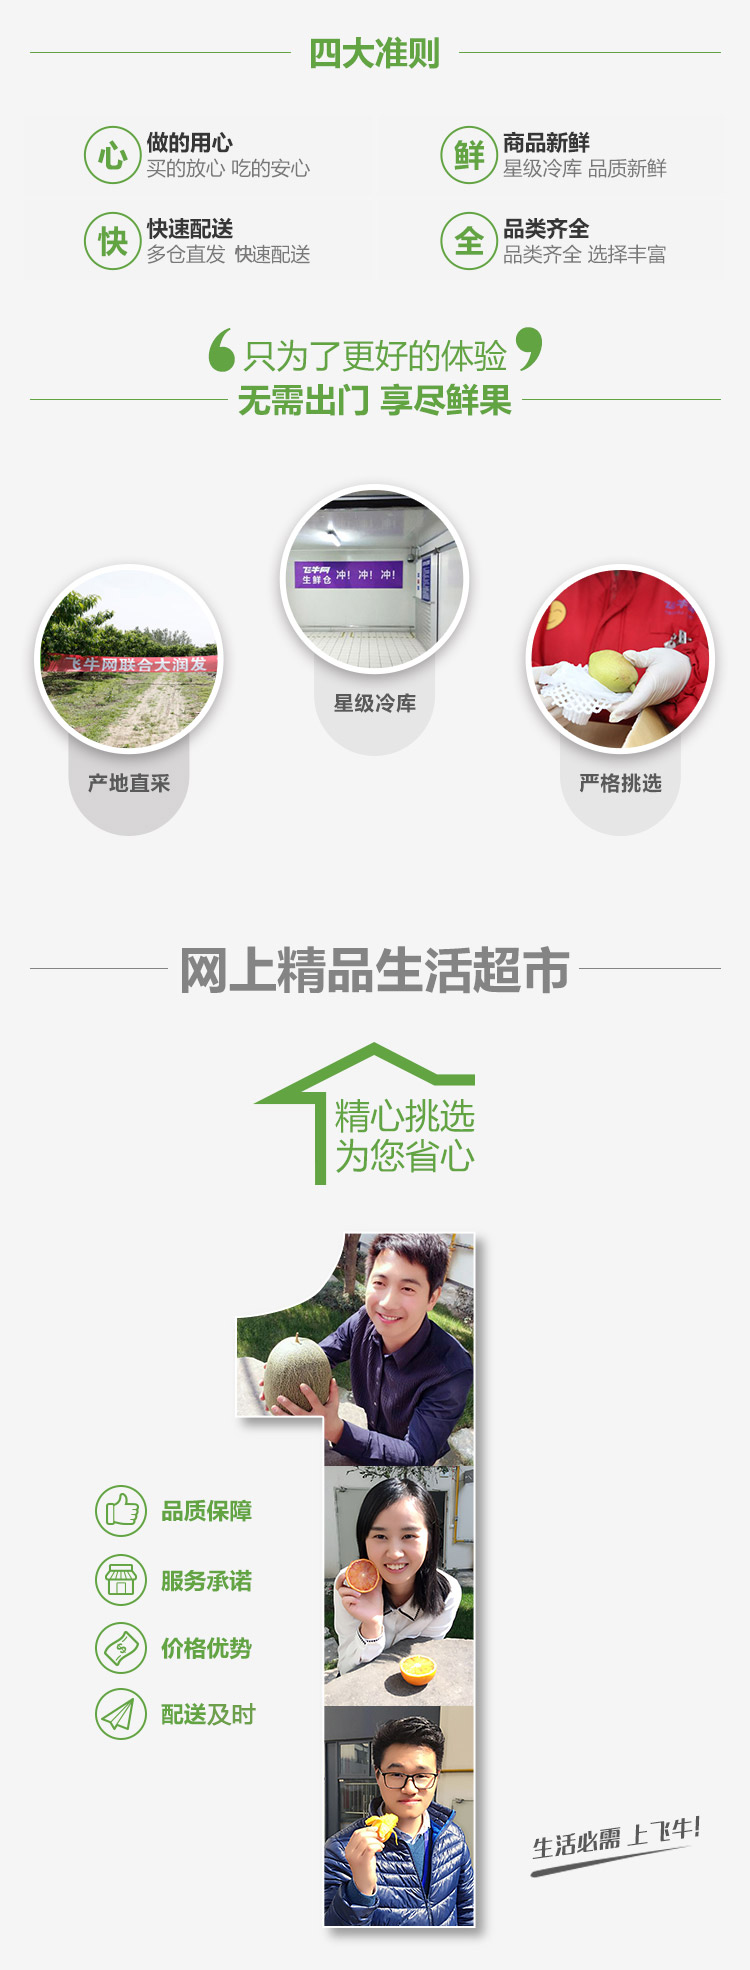 四大准则
心
做的用心
买的放心 吃的安心
鲜
商品新鲜
星级冷库 品质新鲜
快
快速配送
多仓直发 快速配送
全
品类齐全
品类齐全 选择丰富
只为了更好的体验
无需出门 享尽鲜果
飞牛网
生鲜仓 冲！冲！冲！
飞牛网联合大润发
星级冷库
产地直采
严格挑选
网上精品生活超市
精心挑选
为您省心
品质保障
服务承诺
价格优势
配送及时
生活必需 上飞牛!